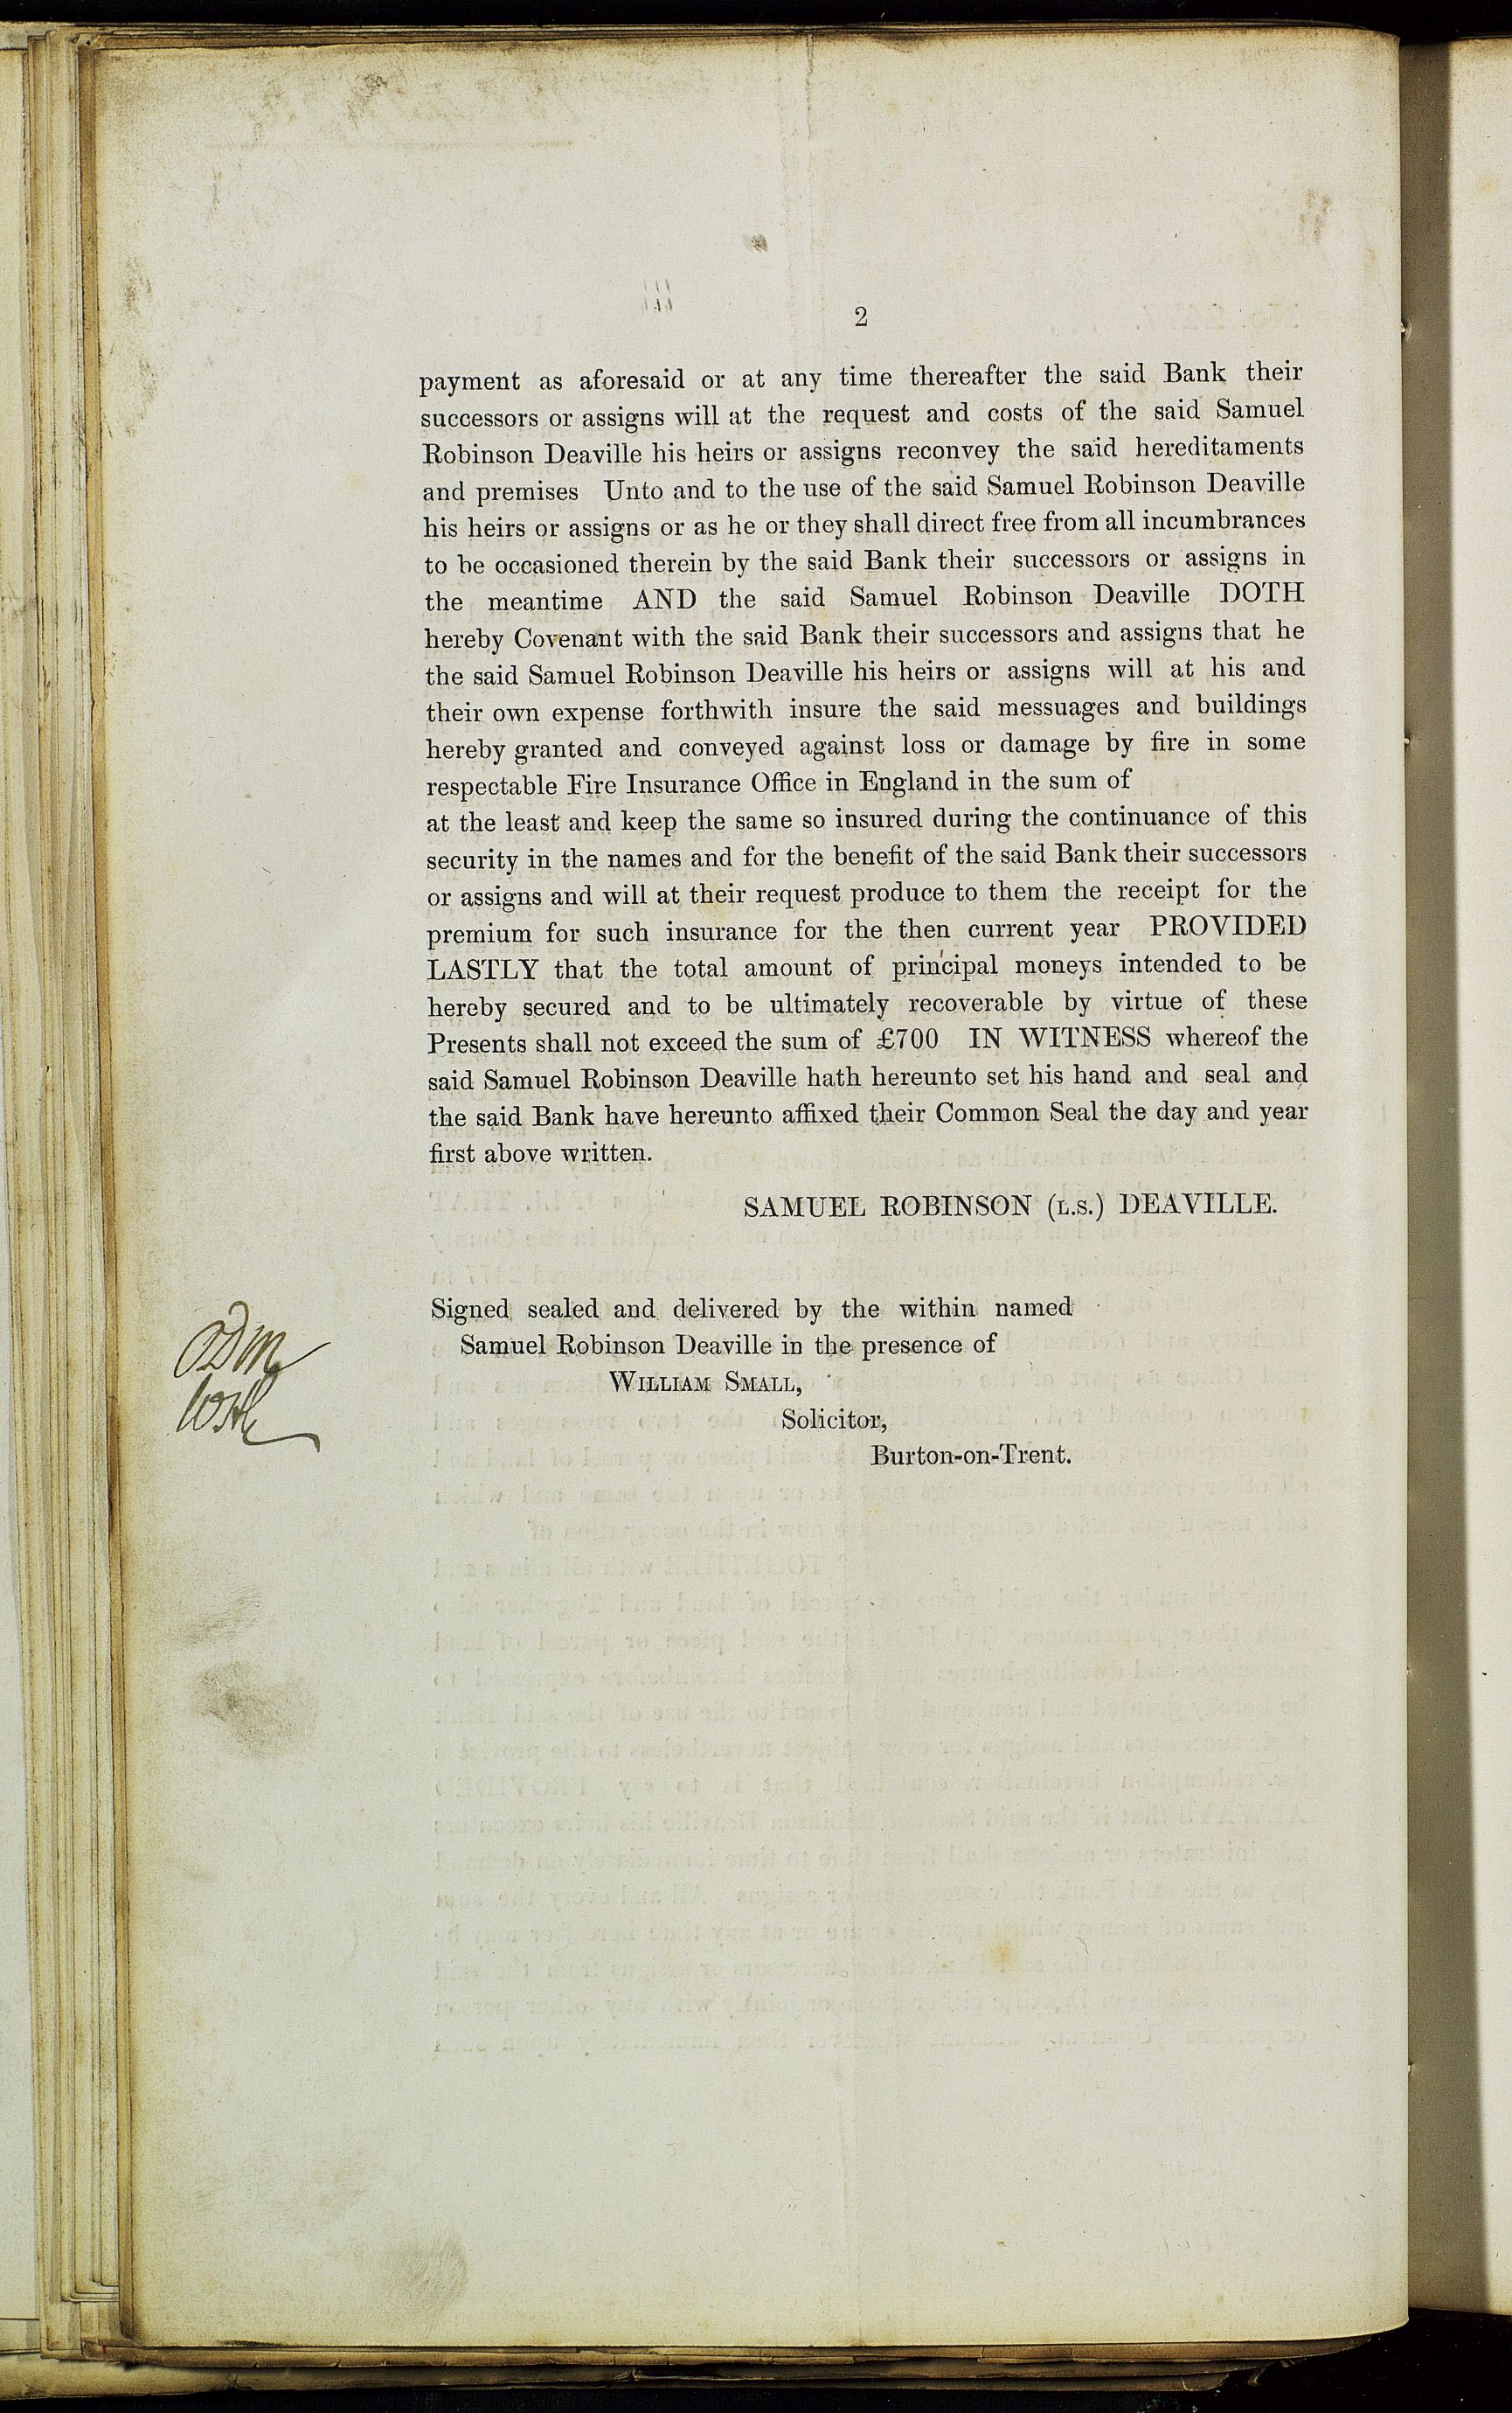 2
payment as aforesaid or at any time thereafter the said Bank their
successors or assigns will at the request and costs of the said Samuel
Robinson Deaville his heirs or assigns reconvey the said hereditaments
and premises Unto and to the use of the said Samuel Robinson Deaville
his heirs or assigns or as he or they shall direct free from all incumbrances
to be occasioned therein by the said Bank their successors or assigns in
the meantime AND the said Samuel Robinson Deaville DOTH
hereby Covenant with the said Bank their successors and assigns that he
the said Samuel Robinson Deaville his heirs or assigns will at his and
their own expense forthwith insure the said messuages and buildings
hereby granted and conveyed against loss or damage by fire in some
respectable Fire Insurance Office in England in the sum of
at the least and keep the same so insured during the continuance of this
security in the names and for the benefit of the said Bank their successors
or assigns and will at their request produce to them the receipt for the
premium for such insurance for the then current year PROVIDED
LASTLY that the total amount of principal moneys intended to be
hereby secured and to be ultimately recoverable by virtue of these
Presents shall not exceed the sum of £700 IN WITNESS whereof the
said Samuel Robinson Deaville hath hereunto set his hand and seal and
the said Bank have hereunto affixed their Common Seal the day and year
first above written.
SAMUEL ROBINSON (L.S.) DEAVILLE.
Signed sealed and delivered by the within named
Samuel Robinson Deaville in the presence of
WILLIAM SMALL,
Solicitor,
Burton-on-Trent.